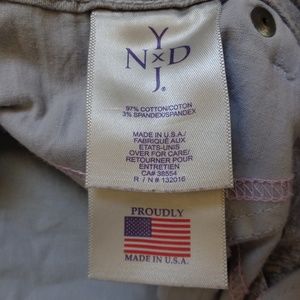 Y
N × D
J®
97% COTTON/COTON
3% SPANDEX/SPANDEX
MADE IN U.S.A./
FABRIQUÉ AUX
ETATS-UNIS
OVER FOR CARE/
RETOURNER POUR
ENTRETIEN
CA# 38554
R / N # 132016
PROUDLY
MADE IN U.S.A.